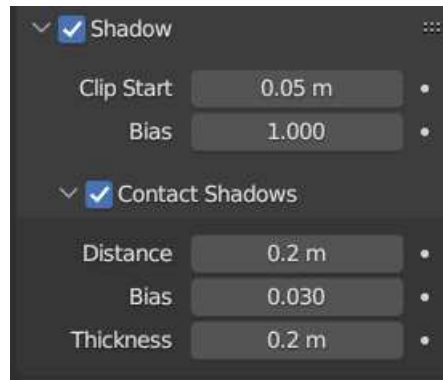 Shadow
Clip Start 0.05 m
Bias 1.000
Contact Shadows
Distance 0.2 m
Bias 0.030
Thickness 0.2 m